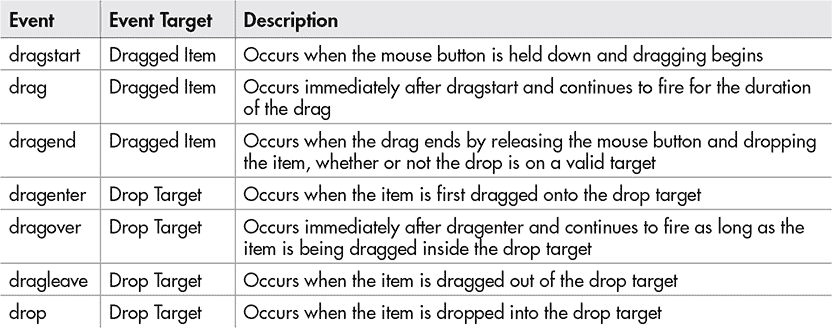 Event Event Target Description
dragstart Dragged Item Occurs when the mouse button is held down and dragging begins
drag Dragged Item Occurs immediately after dragstart and continues to fire for the duration
of the drag
dragend Dragged Item Occurs when the drag ends by releasing the mouse button and dropping
the item, whether or not the drop is on a valid target
dragenter Drop Target Occurs when the item is first dragged onto the drop target
dragover Drop Target Occurs immediately after dragenter and continues to fire as long as the
item is being dragged inside the drop target
dragleave Drop Target Occurs when the item is dragged out of the drop target
drop Drop Target Occurs when the item is dropped into the drop target